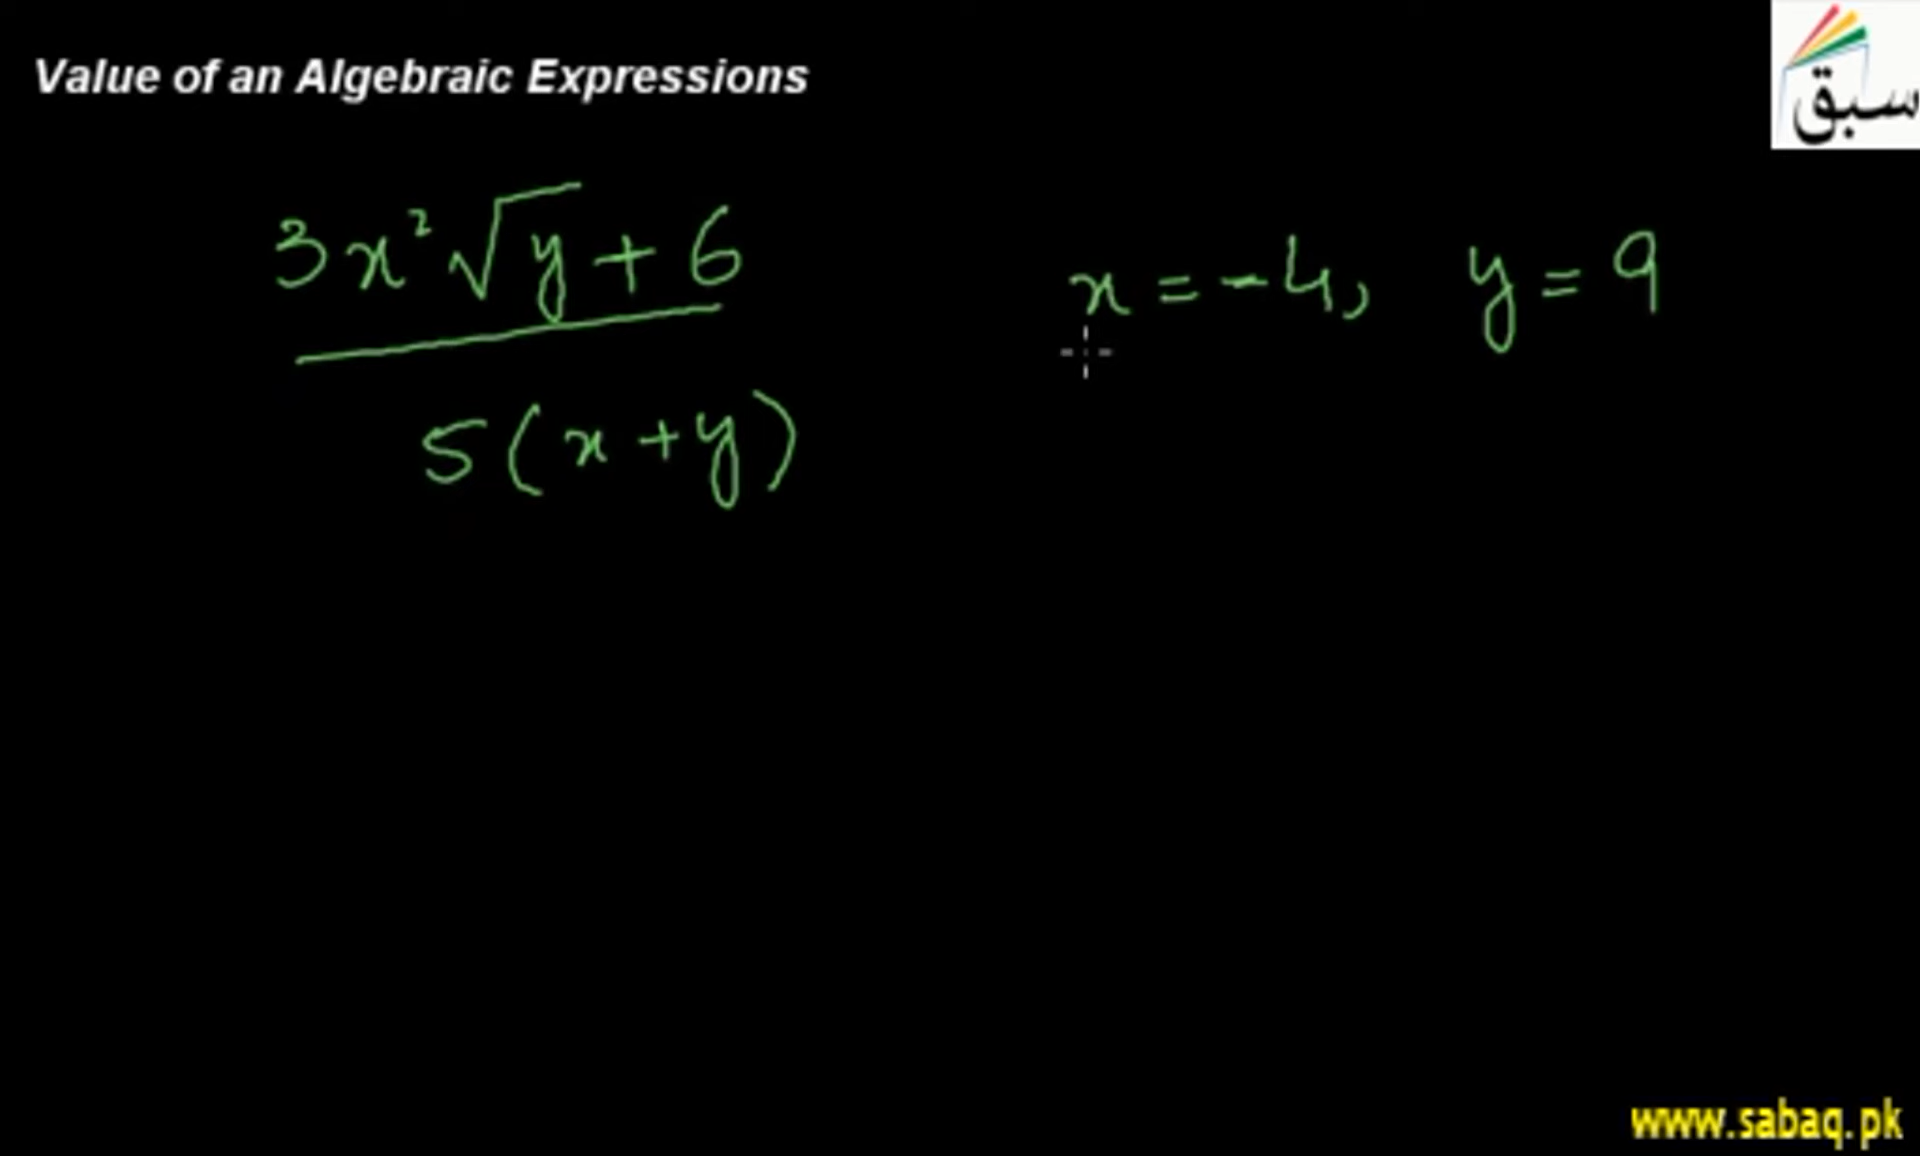 Value of an Algebraic Expressions
سبق
3x²√y + 6
5(x+y)
x = -4, y = 9
www.sabaq.pk